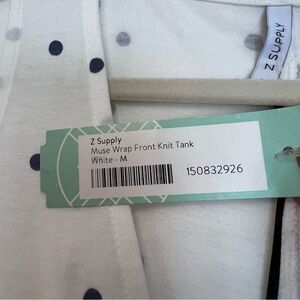 Z SUPPLY
Z Supply
Muse Wrap Front Knit Tank
White - M
150832926